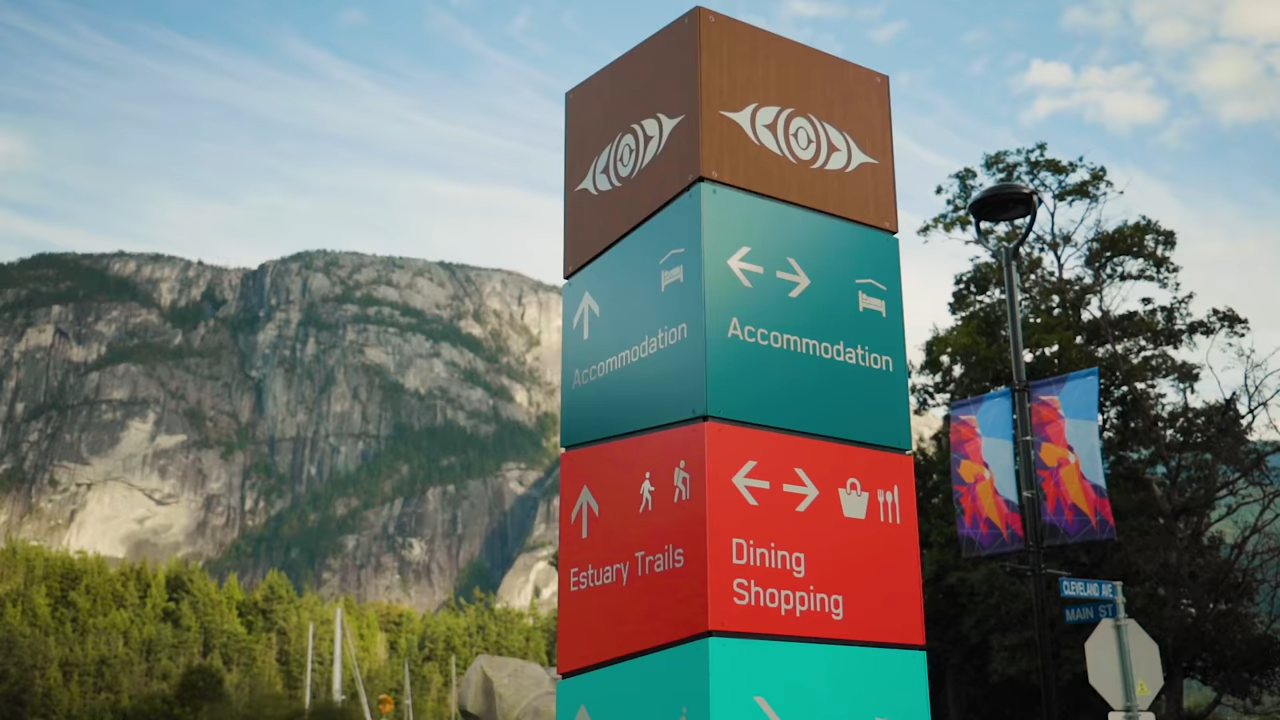 Accommodation
Accommodation
Estuary Trails
Dining
Shopping
CLEVELAND AVE
MAIN ST